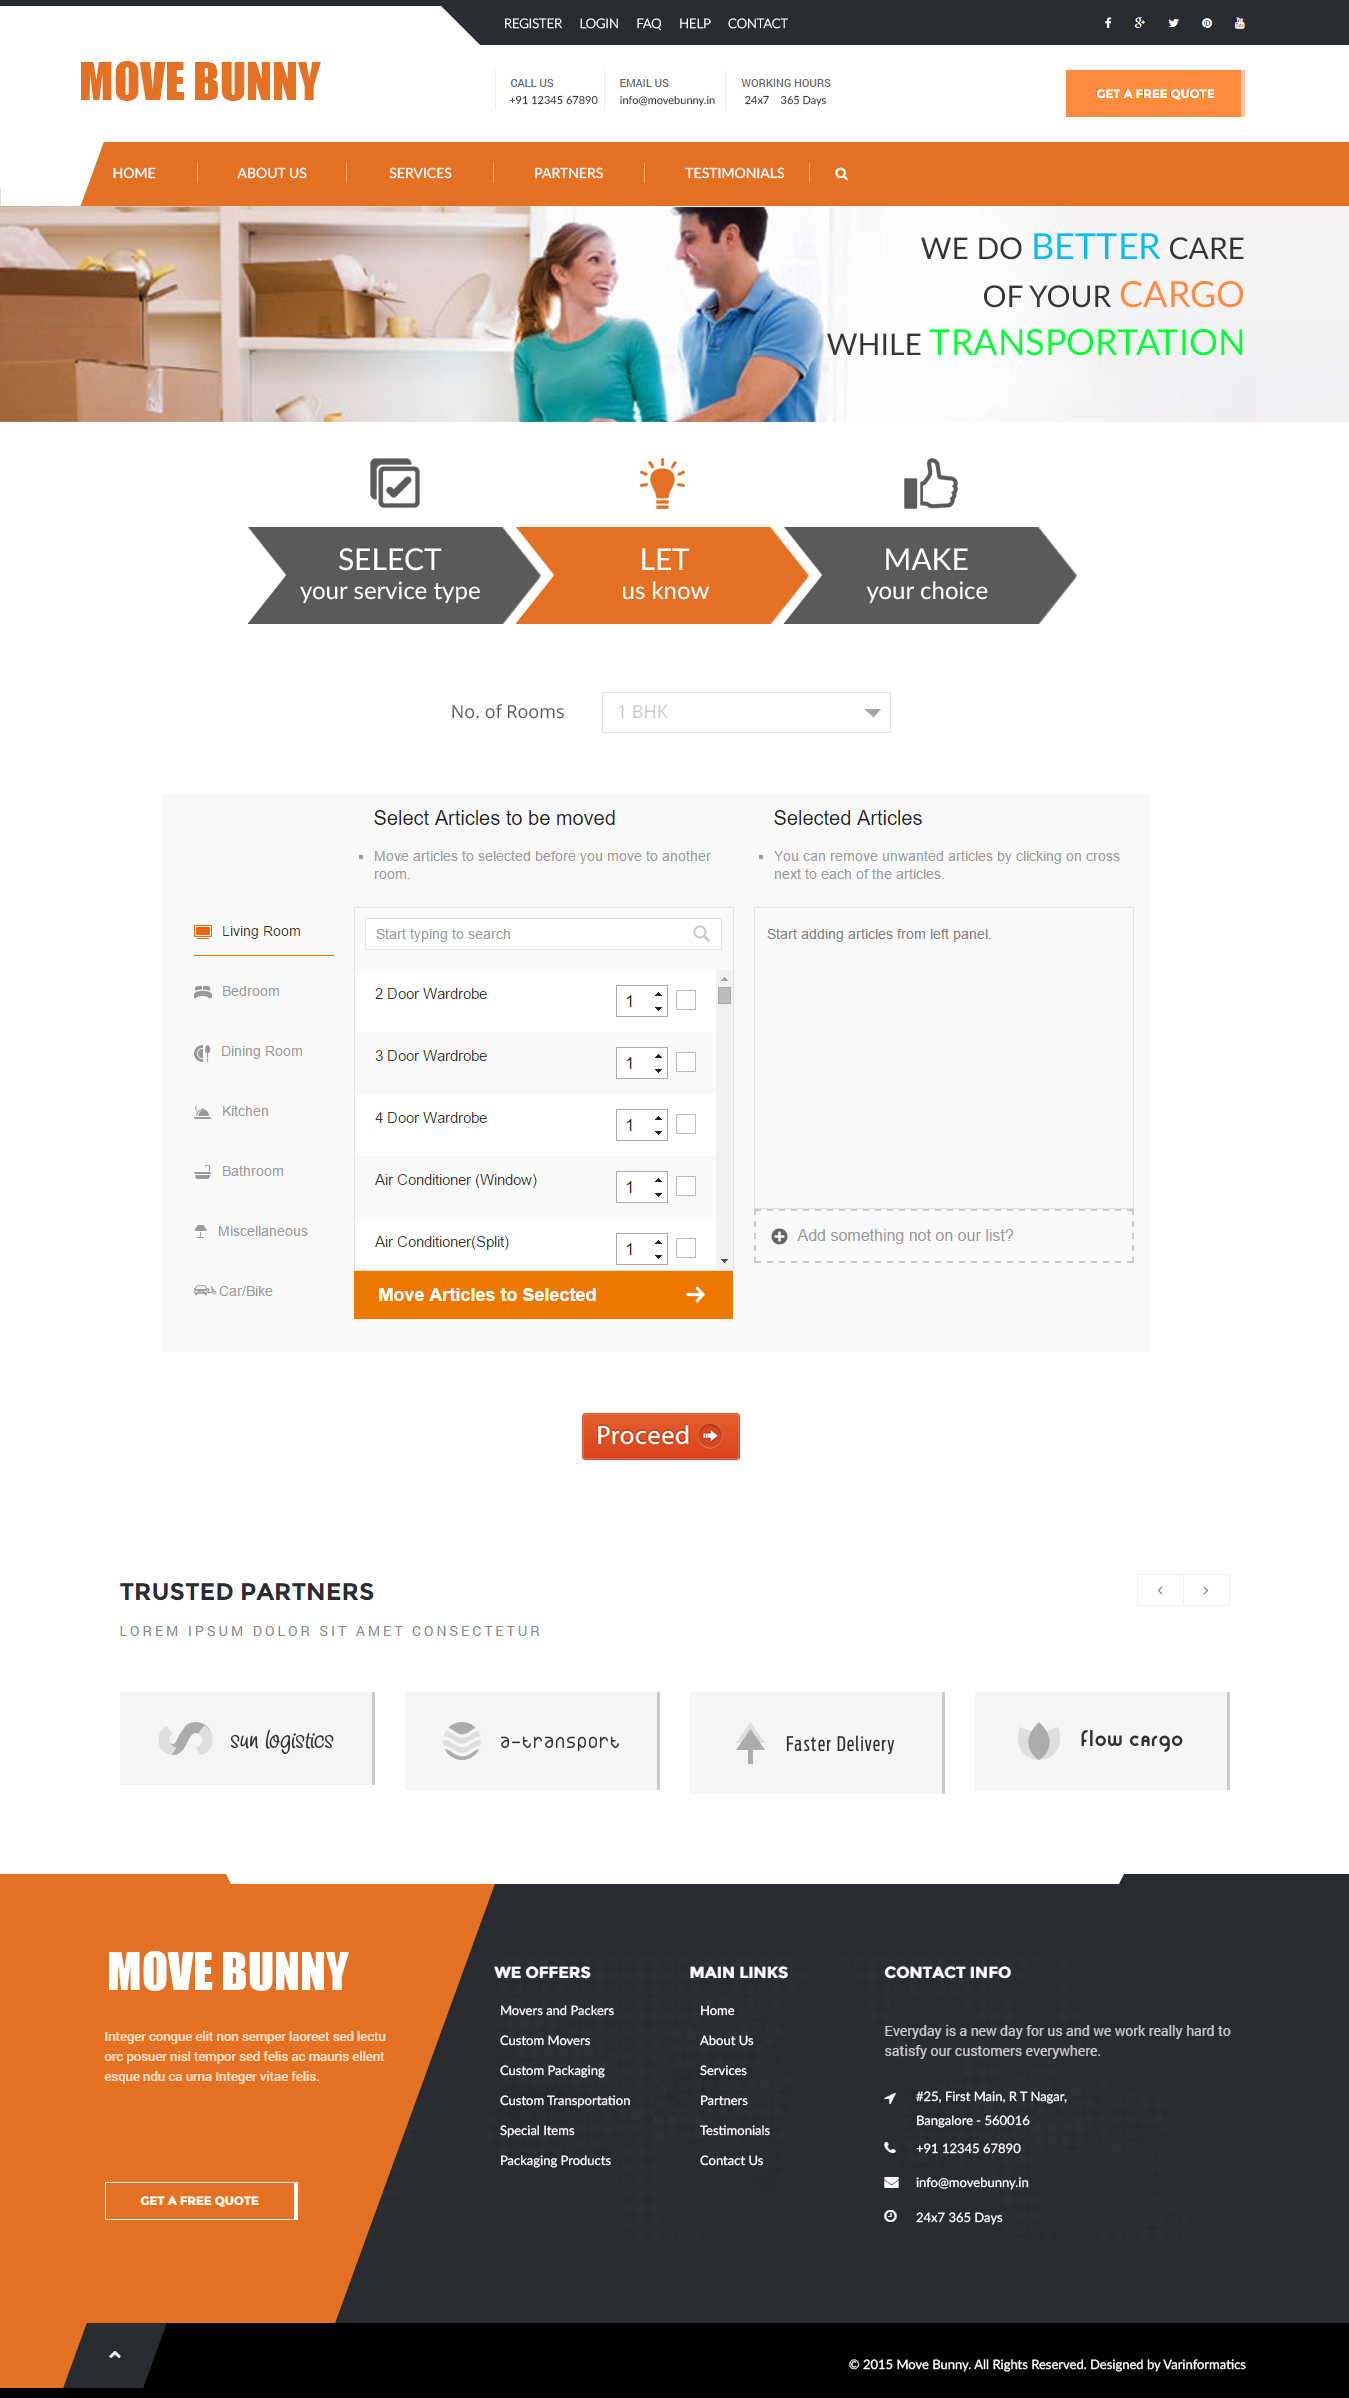 REGISTER LOGIN FAQ HELP CONTACT
MOVE BUNNY
CALL US
+91 12345 67890
EMAIL US
info@movebunny.in
WORKING HOURS
24x7 365 Days
GET A FREE QUOTE
HOME ABOUT US SERVICES PARTNERS TESTIMONIALS
WE DO BETTER CARE
OF YOUR CARGO
WHILE TRANSPORTATION
SELECT
your service type
LET
us know
MAKE
your choice
No. of Rooms 1 BHK
Select Articles to be moved
Move articles to selected before you move to another
room.
Selected Articles
You can remove unwanted articles by clicking on cross
next to each of the articles.
Living Room
Bedroom
Dining Room
Kitchen
Bathroom
Miscellaneous
Car/Bike
Start typing to search
2 Door Wardrobe 1
3 Door Wardrobe 1
4 Door Wardrobe 1
Air Conditioner (Window) 1
Air Conditioner(Split) 1
Move Articles to Selected
Start adding articles from left panel.
Add something not on our list?
Proceed
TRUSTED PARTNERS
LOREM IPSUM DOLOR SIT AMET CONSECTETUR
sun logistics
a-transport
Faster Delivery
flow cargo
MOVE BUNNY
Integer congue elit non semper laoreet sed lectu
orc posuer nisl tempor sed felis ac mauris ellent
esque ndu ca urna Integer vitae felis.
GET A FREE QUOTE
WE OFFERS
Movers and Packers
Custom Movers
Custom Packaging
Custom Transportation
Special Items
Packaging Products
MAIN LINKS
Home
About Us
Services
Partners
Testimonials
Contact Us
CONTACT INFO
Everyday is a new day for us and we work really hard to
satisfy our customers everywhere.
#25, First Main, R T Nagar,
Bangalore - 560016
+91 12345 67890
info@movebunny.in
24x7 365 Days
© 2015 Move Bunny. All Rights Reserved. Designed by Varinformatics